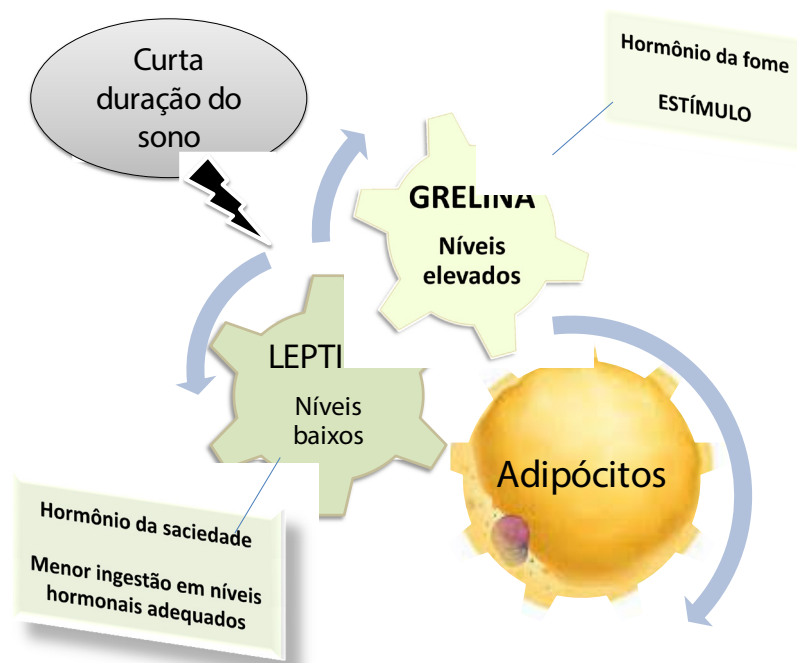 Curta
duração do
sono
Hormônio da fome
ESTÍMULO
GRELINA
Níveis
elevados
LEPTI
Níveis
baixos
Adipócitos
Hormônio da saciedade
Menor ingestão em níveis
hormonais adequados